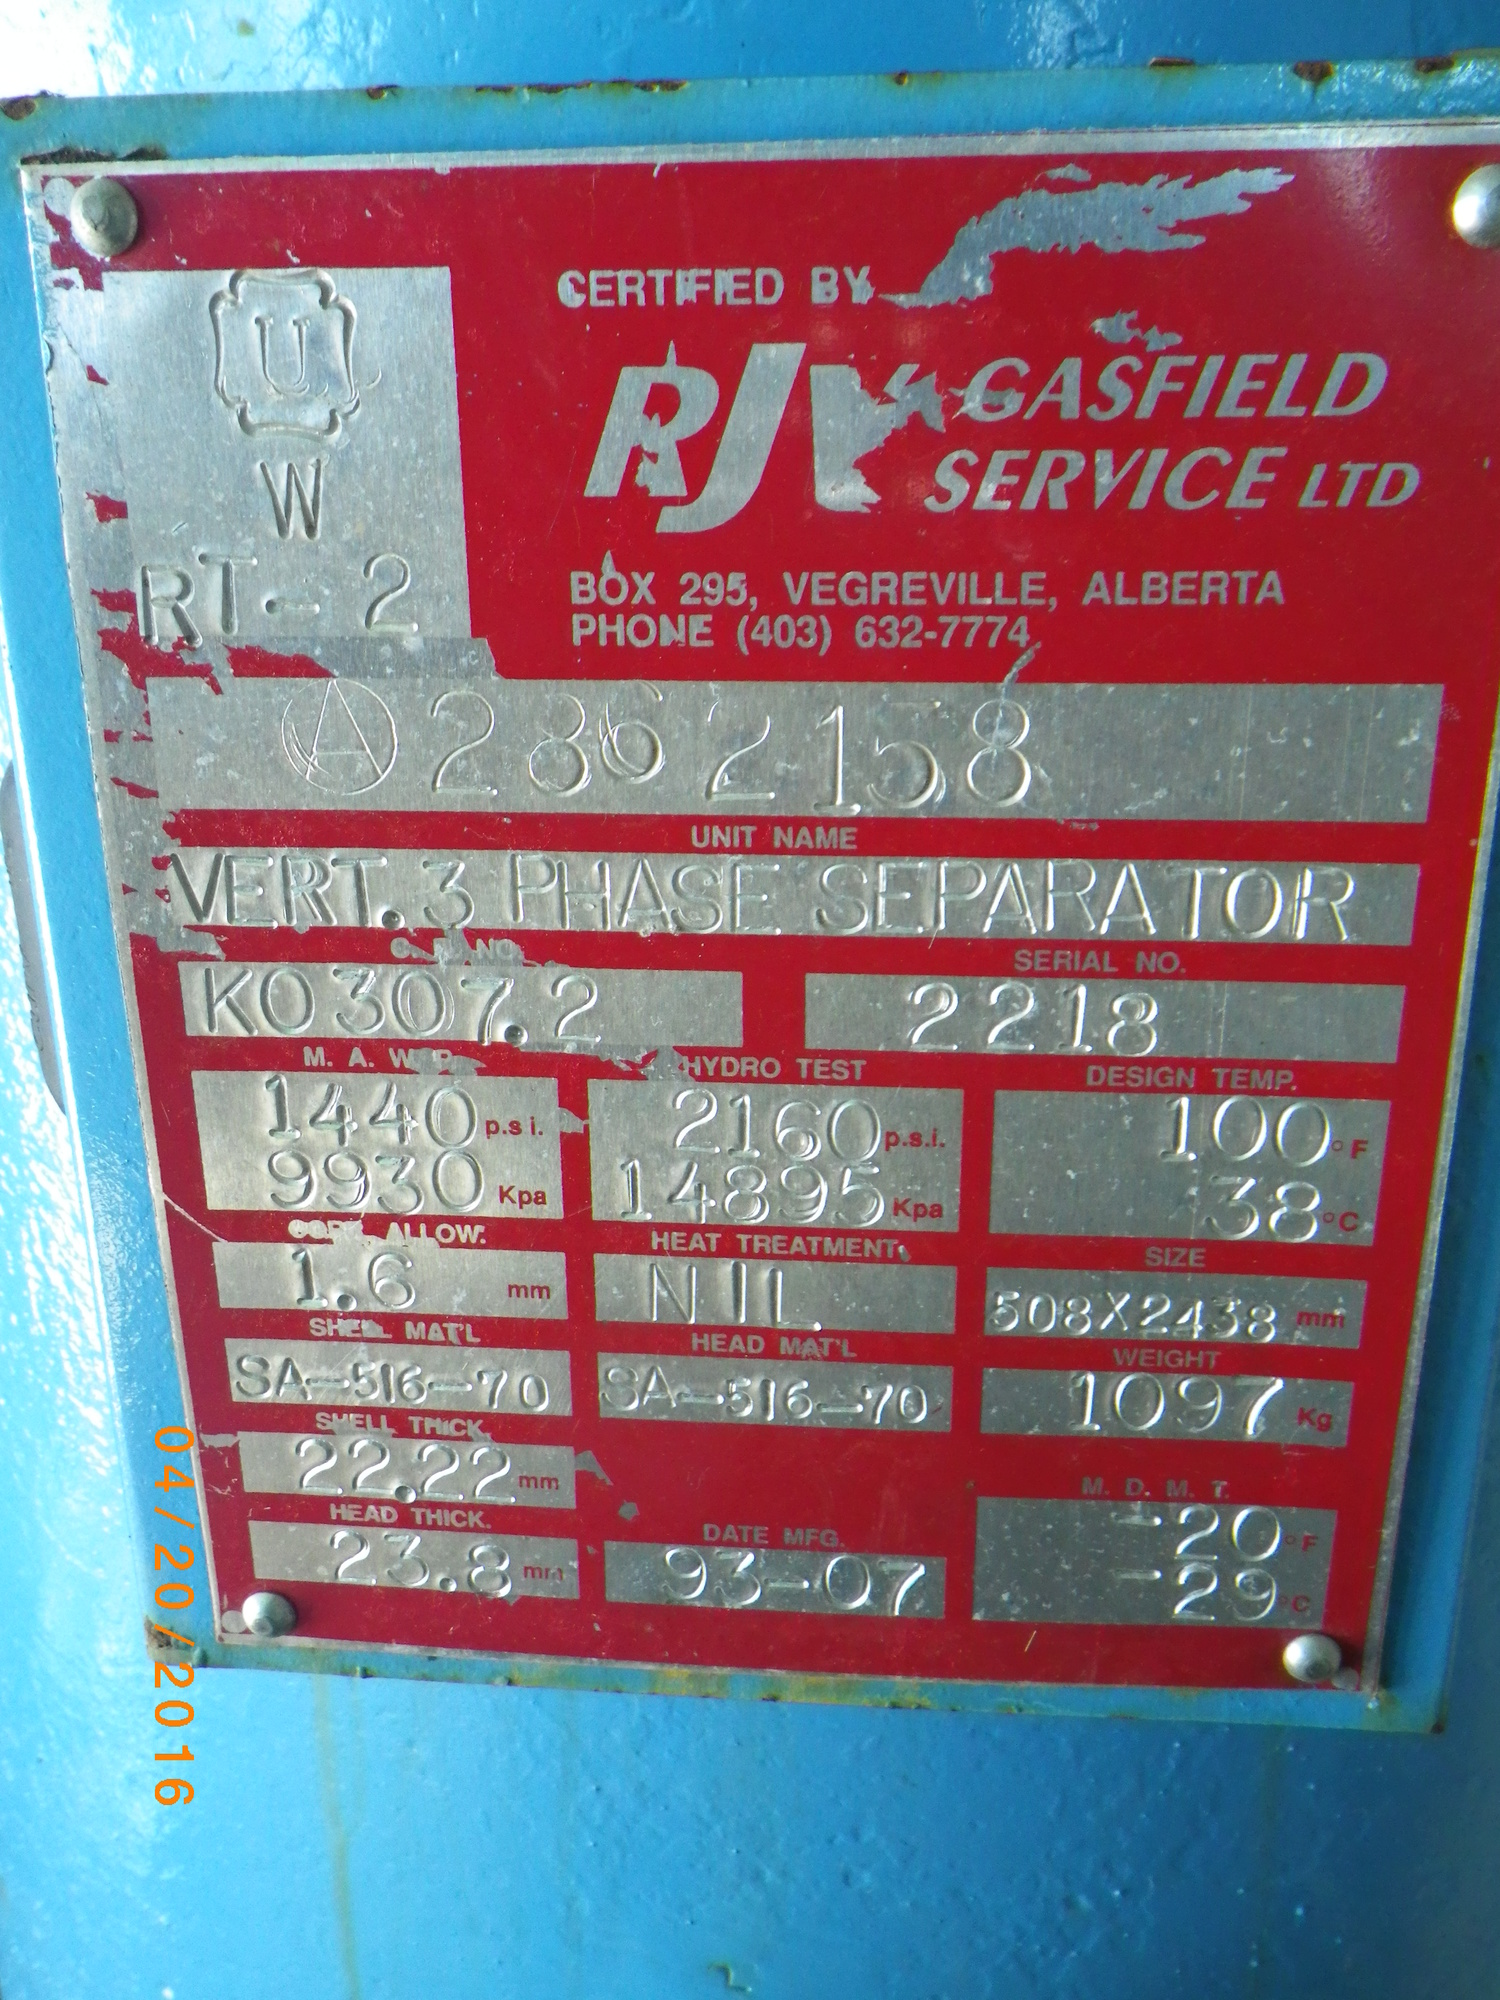 U
W
RT-2
CERTIFIED BY
RJV GASFIELD
SERVICE LTD
BOX 295, VEGREVILLE, ALBERTA
PHONE (403) 632-7774
Ⓐ 2862158
UNIT NAME
VERT. 3 PHASE SEPARATOR
SERIAL NO.
KO307.2 2218
M. A. W. P. HYDRO TEST DESIGN TEMP.
1440 p.s.i. 2160 p.s.i. 100 °F
9930 Kpa 14895 Kpa 38 °C
CORR. ALLOW. HEAT TREATMENT SIZE
1.6 mm NIL 508X2438 mm
SHELL MAT'L HEAD MAT'L WEIGHT
SA-516-70 SA-516-70 1097 Kg
SHELL THICK.
22.22 mm M. D. M. T.
HEAD THICK. DATE MFG. -20 °F
23.8 mm 93-07 -29 °C
04/20/2016